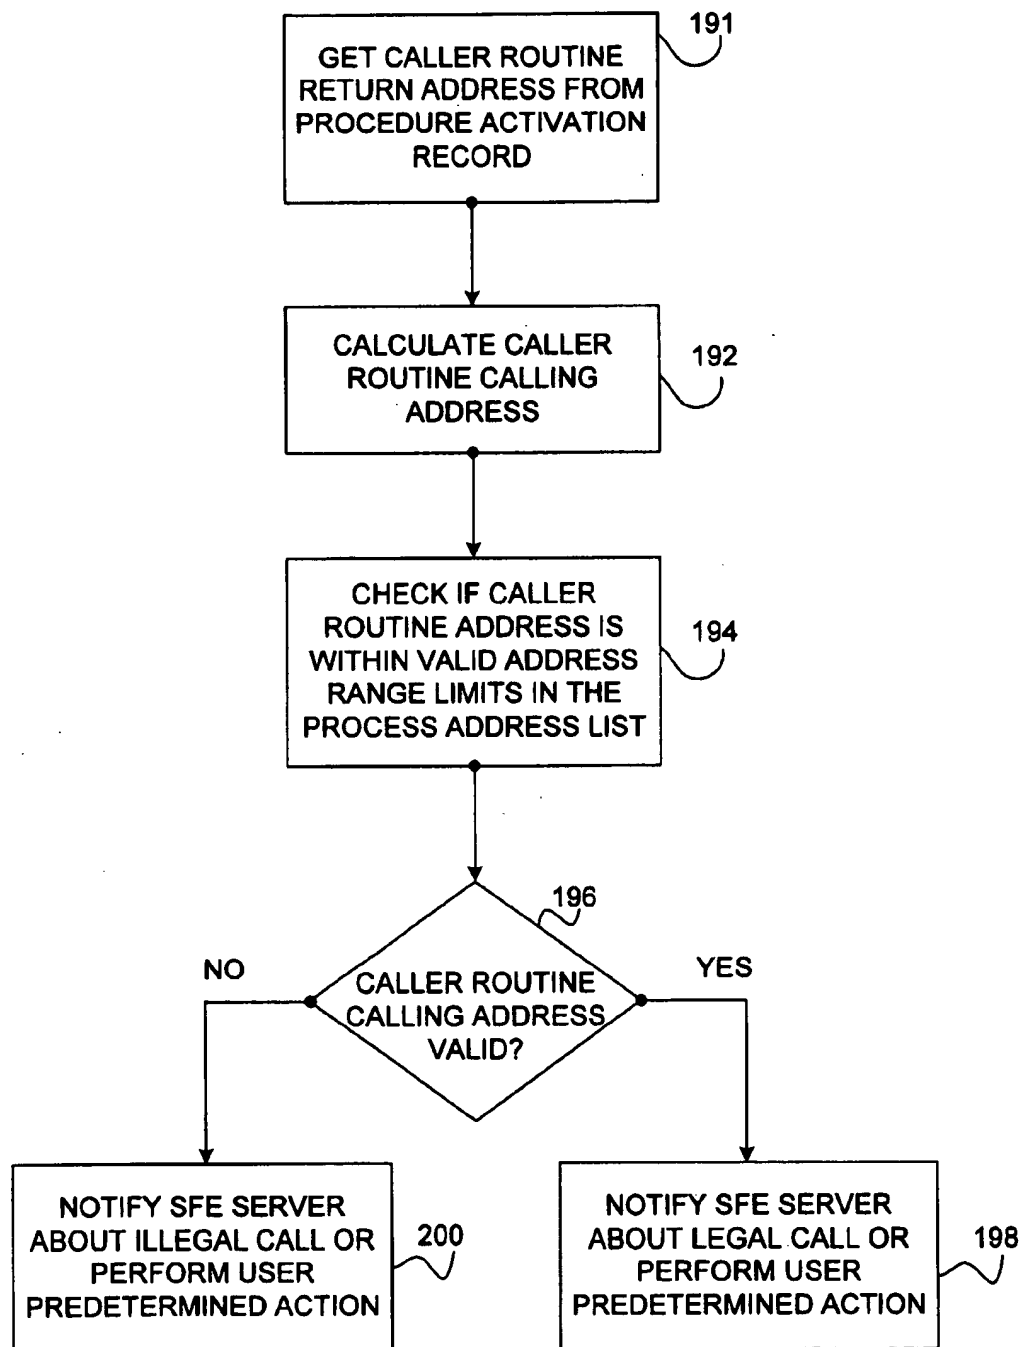 191
GET CALLER ROUTINE
RETURN ADDRESS FROM
PROCEDURE ACTIVATION
RECORD
CALCULATE CALLER
ROUTINE CALLING
ADDRESS
192
CHECK IF CALLER
ROUTINE ADDRESS IS
WITHIN VALID ADDRESS
RANGE LIMITS IN THE
PROCESS ADDRESS LIST
194
196
NO
YES
CALLER ROUTINE
CALLING ADDRESS
VALID?
NOTIFY SFE SERVER
ABOUT ILLEGAL CALL OR
PERFORM USER
PREDETERMINED ACTION
200
NOTIFY SFE SERVER
ABOUT LEGAL CALL OR
PERFORM USER
PREDETERMINED ACTION
198